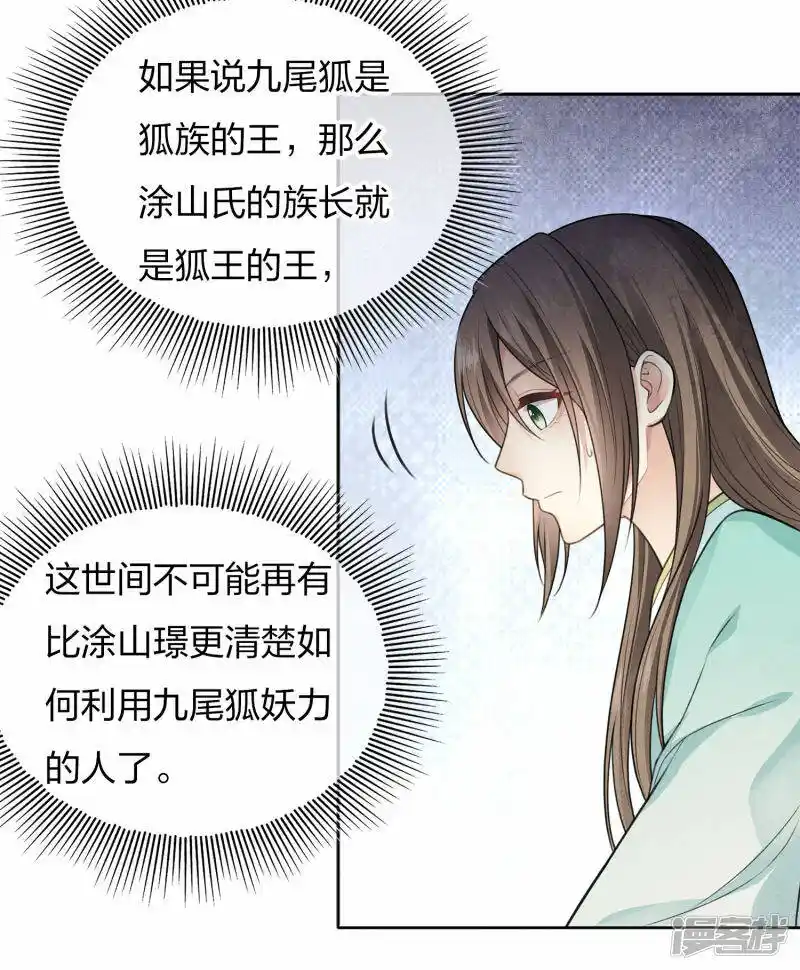 如果说九尾狐是
狐族的王，那么
涂山氏的族长就
是狐王的王，
这世间不可能再有
比涂山璟更清楚如
何利用九尾狐妖力
的人了。
漫客栈